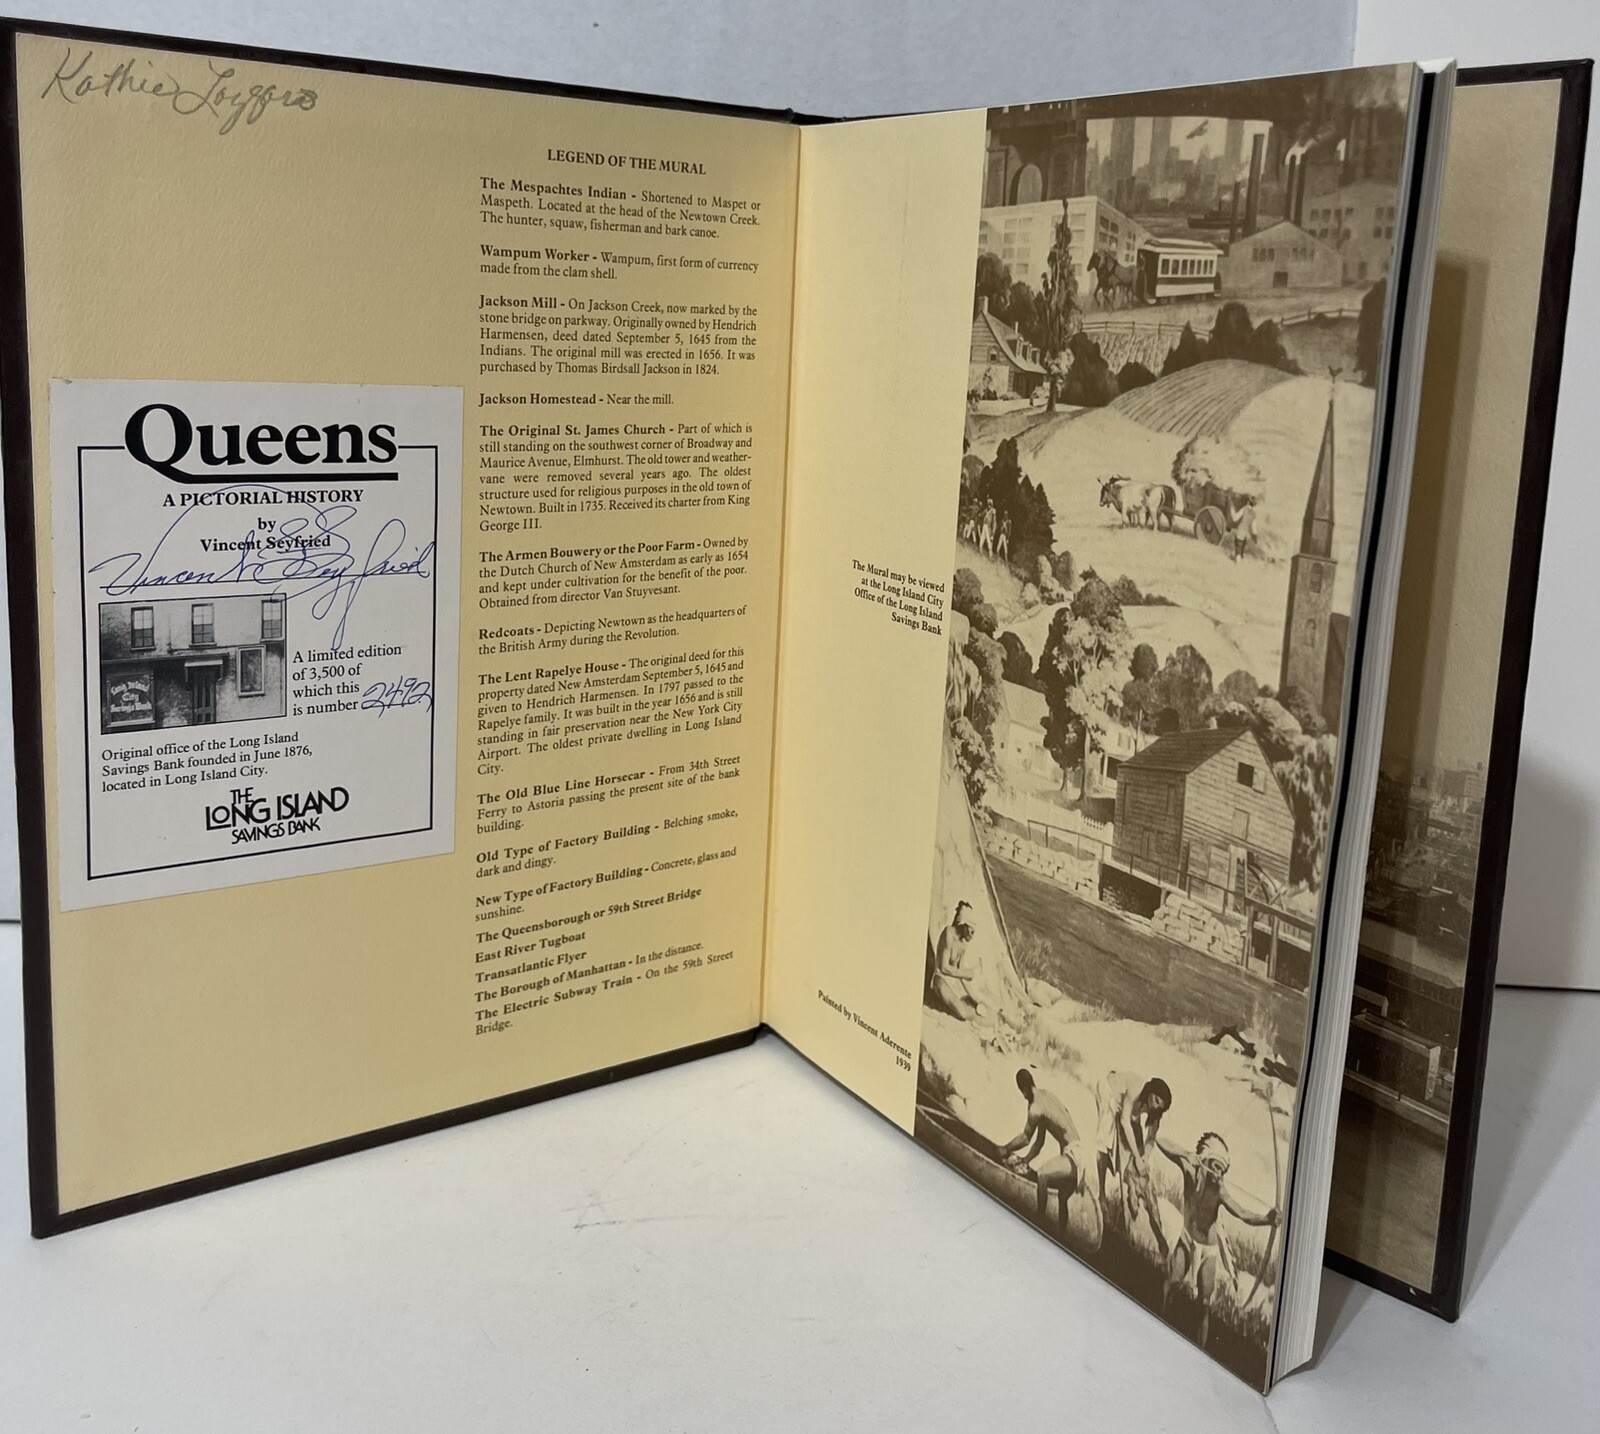 Kathie
LEGEND OF THE MURAL
The Mespachtes Indian - Shortened to Maspet or
Maspeth. Located at the head of the Newtown Creek.
The hunter, squaw, fisherman and bark canoe.
Wampum Worker - Wampum, first form of currency
made from the clam shell.
Jackson Mill - On Jackson Creek, now marked by the
stone bridge on parkway. Originally owned by Hendrich
Harmensen, deed dated September 5, 1645 from the
Indians. The original mill was erected in 1656. It was
purchased by Thomas Birdsall Jackson in 1824.
Jackson Homestead - Near the mill.
The Original St. James Church - Part of which is
still standing on the southwest corner of Broadway and
Maurice Avenue, Elmhurst. The old tower and weather-
vane were removed several years ago. The oldest
structure used for religious purposes in the old town of
Newtown. Built in 1735. Received its charter from King
George III.
The Armen Bouwery or the Poor Farm - Owned by
the Dutch Church of New Amsterdam as early as 1654
and kept under cultivation for the benefit of the poor.
Obtained from director Van Stuyvesant.
Redcoats - Depicting Newtown as the headquarters of
the British Army during the Revolution.
The Lent Rapelye House - The original deed for this
property dated New Amsterdam September 5, 1645 and
given to Hendrich Harmensen. In 1797 passed to the
Rapelye family. It was built in the year 1656 and is still
standing in fair preservation near the New York City
Airport. The oldest private dwelling in Long Island
City.
The Old Blue Line Horsecar - From 34th Street
Ferry to Astoria passing the present site of the bank
building.
Old Type of Factory Building - Belching smoke,
dark and dingy.
New Type of Factory Building - Concrete, glass and
sunshine.
The Queensborough or 59th Street Bridge
East River Tugboat
Transatlantic Flyer
The Borough of Manhattan - In the distance.
The Electric Subway Train - On the 59th Street
Bridge.
Queens
A PICTORIAL HISTORY
by
Vincent Seyfried
Vincent Seyfried
Long Island
City
Savings Bank
A limited edition
of 3,500 of
which this
is number 2492
Original office of the Long Island
Savings Bank founded in June 1876,
located in Long Island City.
THE
LONG ISLAND
SAVINGS BANK
The Mural may be viewed
at the Long Island City
Office of the Long Island
Savings Bank
Painted by Vincent Aderente
1939